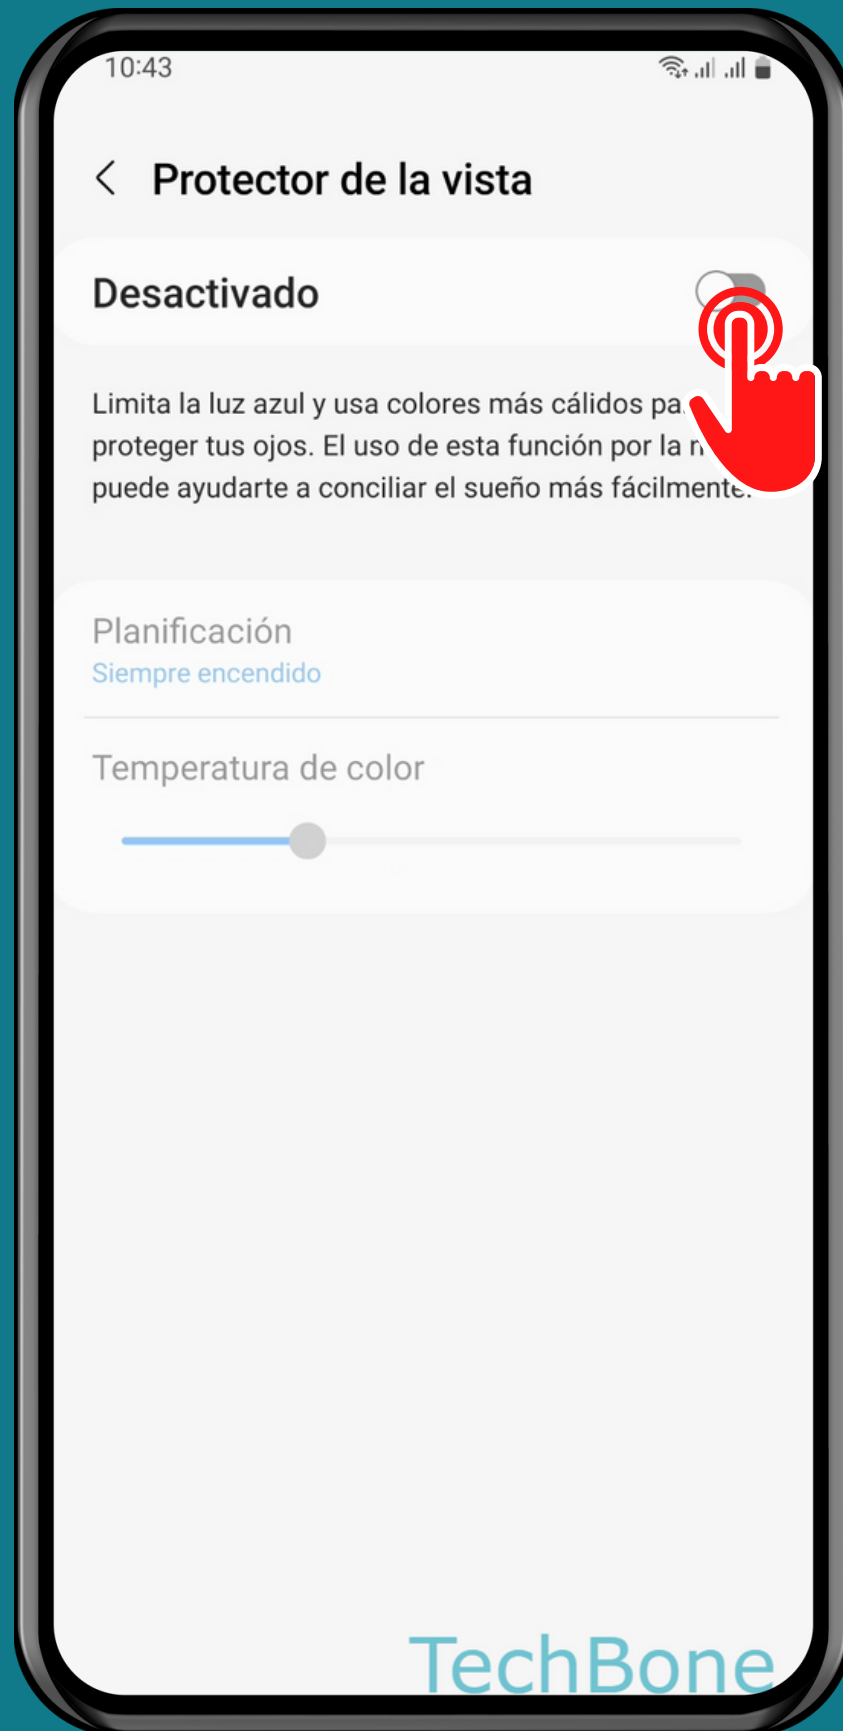 10:43
Protector de la vista
Desactivado
Limita la luz azul y usa colores más cálidos
proteger tus ojos. El uso de esta función por la
puede ayudarte a conciliar el sueño más fácilmente.
Planificación
Siempre encendido
Temperatura de color
TechBone